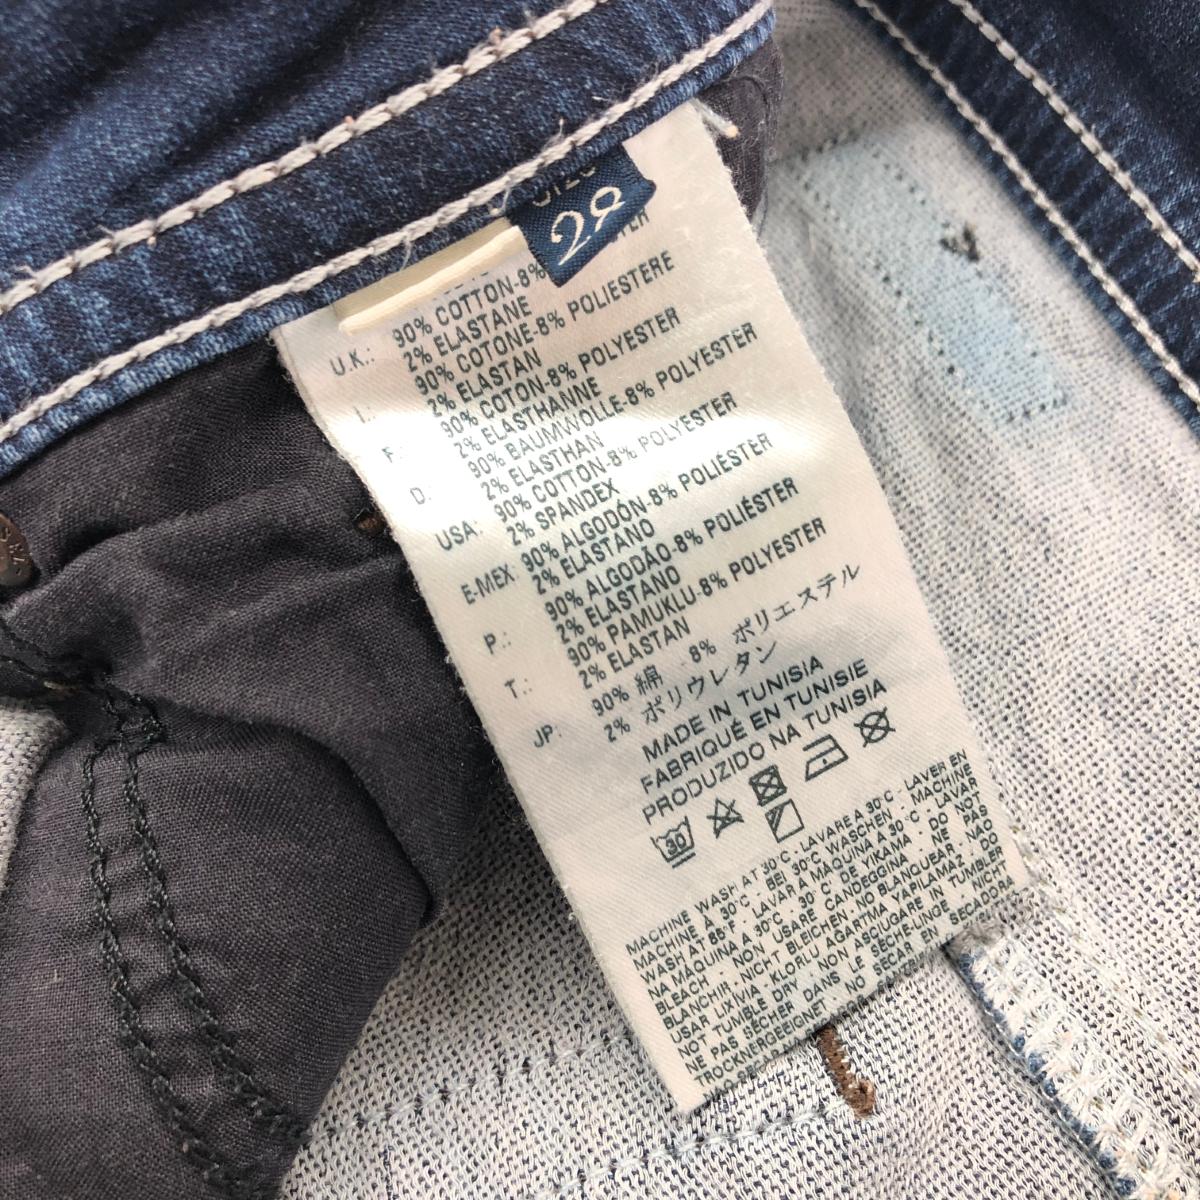 28
U.K.: 90% COTTON-8%
2% ELASTANE
I.: 90% COTONE-8% POLIESTERE
2% ELASTAN
F.: 90% COTON-8% POLYESTER
2% ELASTHANNE
D.: 90% BAUMWOLLE-8% POLYESTER
2% ELASTHAN
USA: 90% COTTON-8% POLYESTER
2% SPANDEX
E-MEX: 90% ALGODÓN-8% POLIÉSTER
2% ELASTANO
P.: 90% ALGODÃO-8% POLIÉSTER
2% ELASTANO
T.: 90% PAMUKLU-8% POLYESTER
2% ELASTAN
JP: 90% 綿 8% ポリエステル
2% ポリウレタン
MADE IN TUNISIA
FABRIQUÉ EN TUNISIE
PRODUZIDO NA TUNISIA
30
MACHINE WASH AT 30°C - LAVARE A 30°C - LAVER EN
MACHINE À 30°C - BEI 30°C WASCHEN - MACHINE
WASH AT 86°F - LAVAR À MAQUINA A 30°C - LAVAR
NA MÁQUINA A 30°C - 30°C DE YIKAMA - DO NOT
BLEACH - NON USARE CANDEGGINA - NE PAS
BLANCHIR - NICHT BLEICHEN - NO BLANQUEAR - NÃO
USAR LIXÍVIA KLORLU AGARTMA YAPILAMAZ - DO
NOT TUMBLE DRY - NON ASCIUGARE IN TUMBLER
NE PAS SÉCHER DANS LE SÈCHE-LINGE - NICHT
TROCKNERGEEIGNET - NO SECAR EN SECADORA